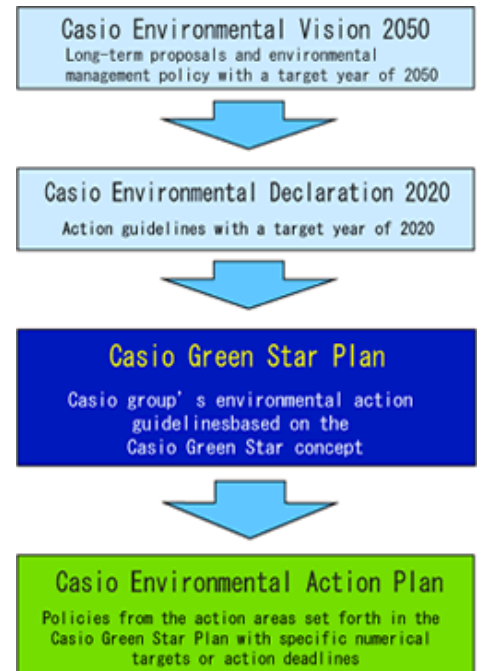 Casio Environmental Vision 2050
Long-term proposals and environmental
management policy with a target year of 2050
Casio Environmental Declaration 2020
Action guidelines with a target year of 2020
Casio Green Star Plan
Casio group's environmental action
guidelinesbased on the
Casio Green Star concept
Casio Environmental Action Plan
Policies from the action areas set forth in the
Casio Green Star Plan with specific numerical
targets or action deadlines